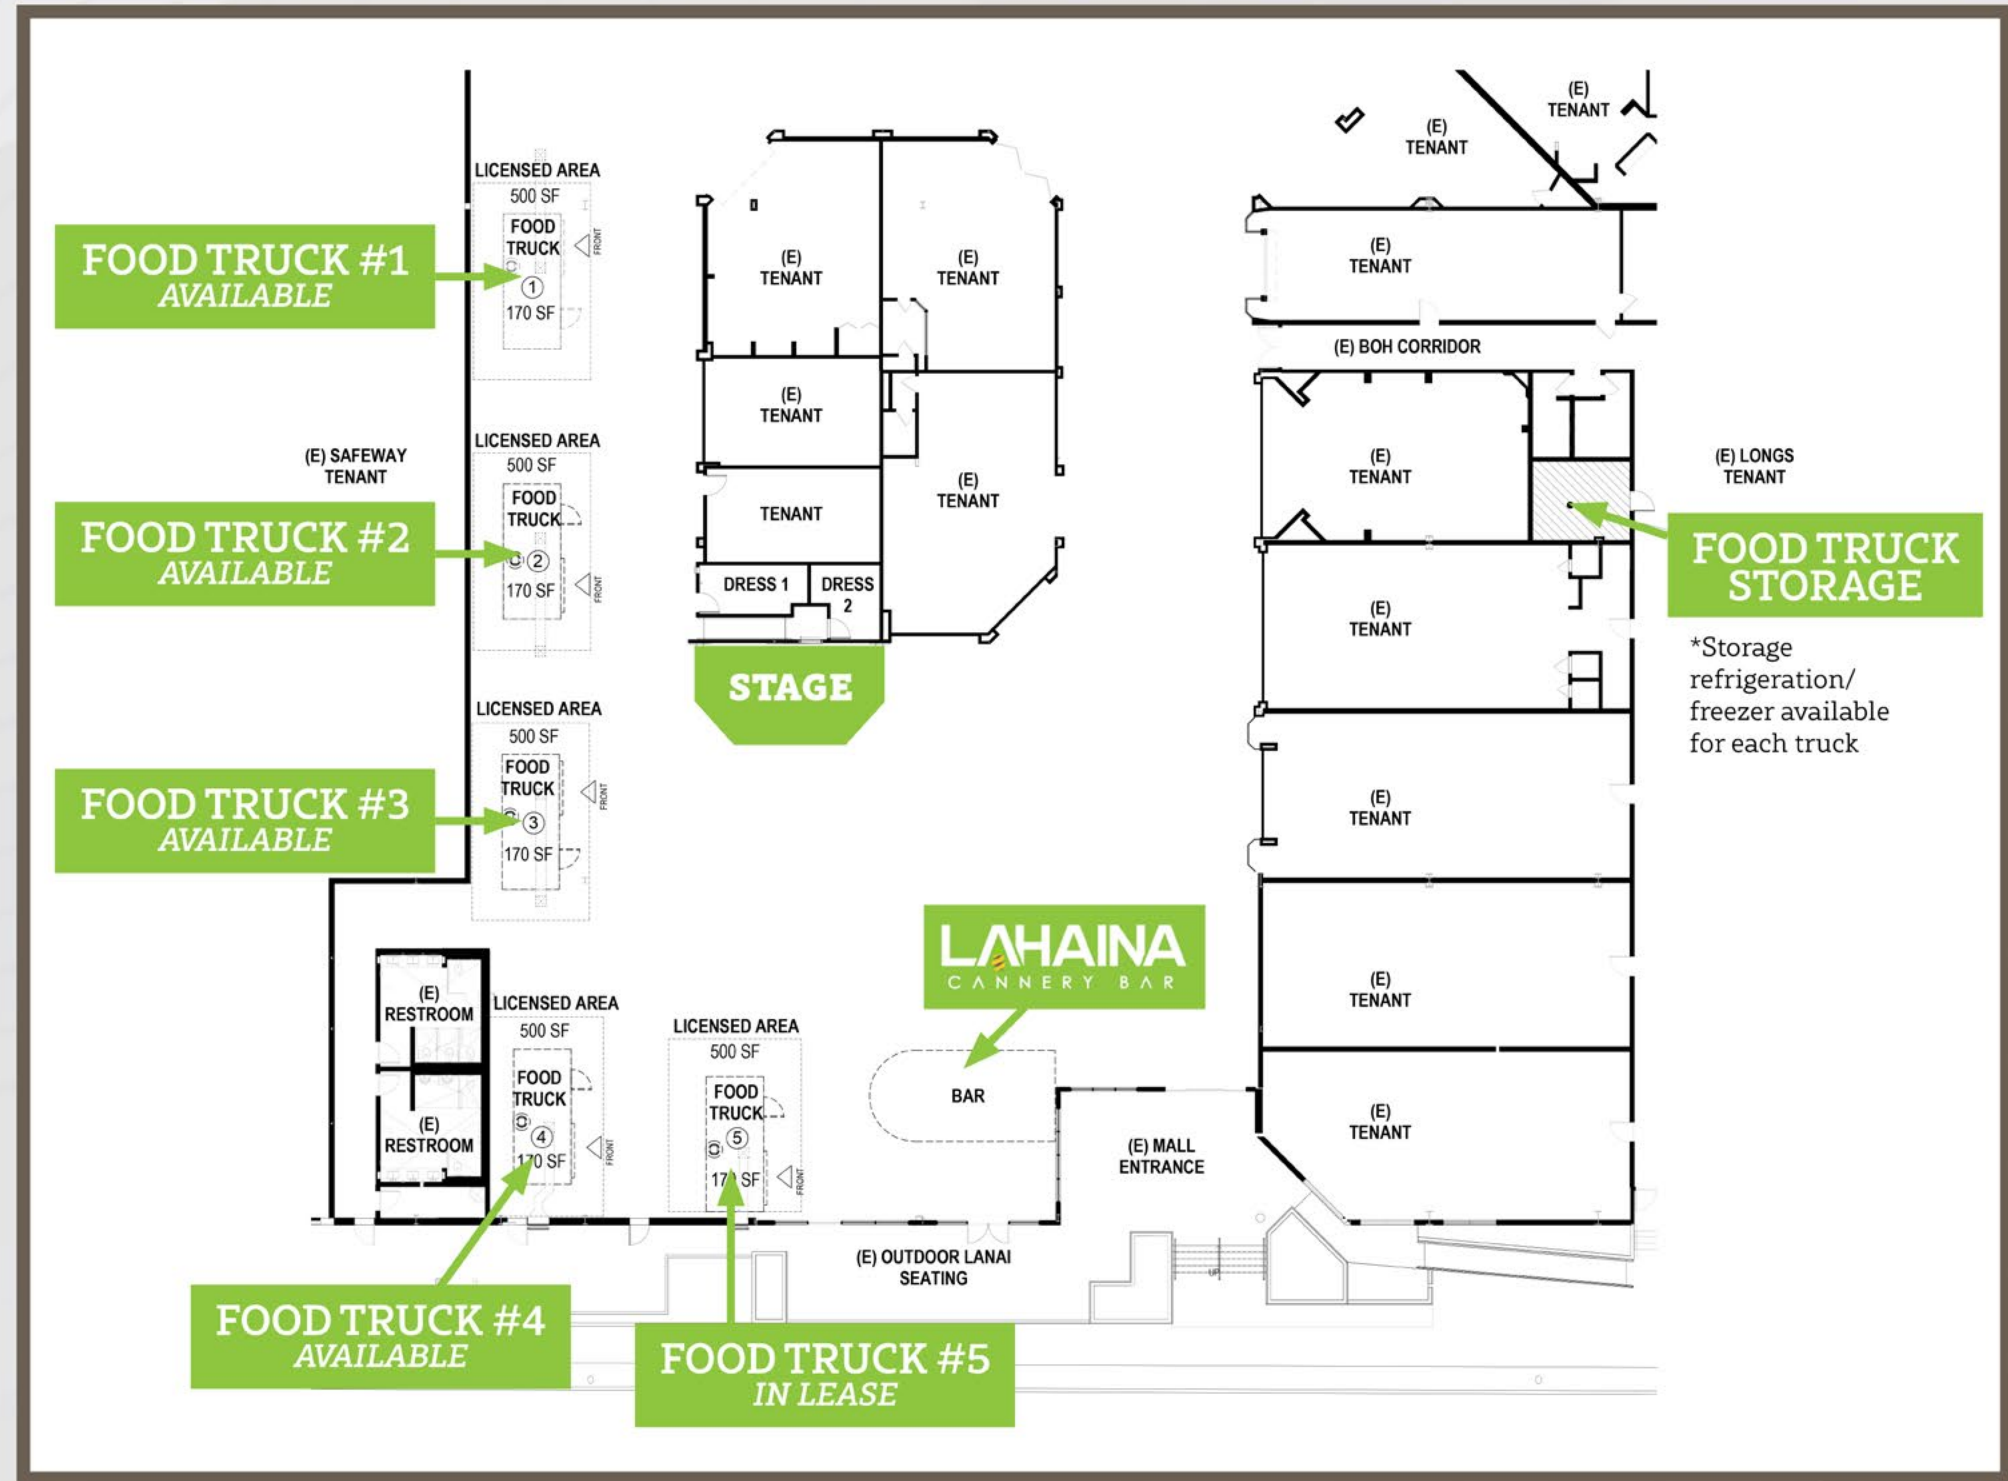 LICENSED AREA
500 SF
FOOD
TRUCK
FRONT
1
170 SF
FOOD TRUCK #1
AVAILABLE
(E) SAFEWAY
TENANT
LICENSED AREA
500 SF
FOOD
TRUCK
2
170 SF
FRONT
FOOD TRUCK #2
AVAILABLE
LICENSED AREA
500 SF
FOOD
TRUCK
FRONT
3
170 SF
FOOD TRUCK #3
AVAILABLE
(E)
RESTROOM
(E)
RESTROOM
LICENSED AREA
500 SF
FOOD
TRUCK
4
170 SF
FRONT
FOOD TRUCK #4
AVAILABLE
LICENSED AREA
500 SF
FOOD
TRUCK
5
170 SF
FRONT
FOOD TRUCK #5
IN LEASE
(E)
TENANT
(E)
TENANT
(E)
TENANT
(E)
TENANT
TENANT
DRESS 1
DRESS
2
STAGE
LAHAINA
CANNERY BAR
BAR
(E) MALL
ENTRANCE
(E) OUTDOOR LANAI
SEATING
UP
(E)
TENANT
(E)
TENANT
(E)
TENANT
(E) BOH CORRIDOR
(E)
TENANT
(E) LONGS
TENANT
FOOD TRUCK
STORAGE
*Storage
refrigeration/
freezer available
for each truck
(E)
TENANT
(E)
TENANT
(E)
TENANT
(E)
TENANT